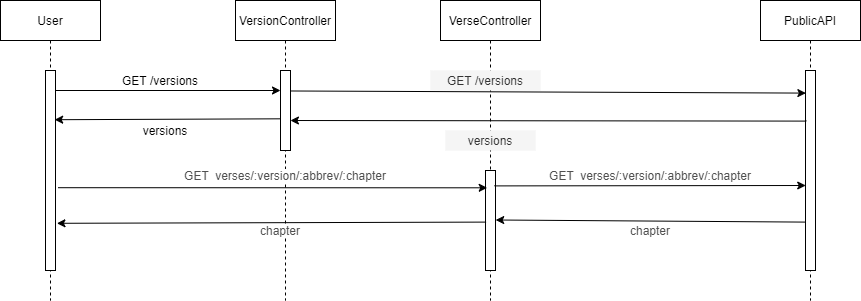 User
VersionController
VerseController
PublicAPI
GET /versions
GET /versions
versions
versions
GET verses/:version/:abbrev/:chapter
GET verses/:version/:abbrev/:chapter
chapter
chapter